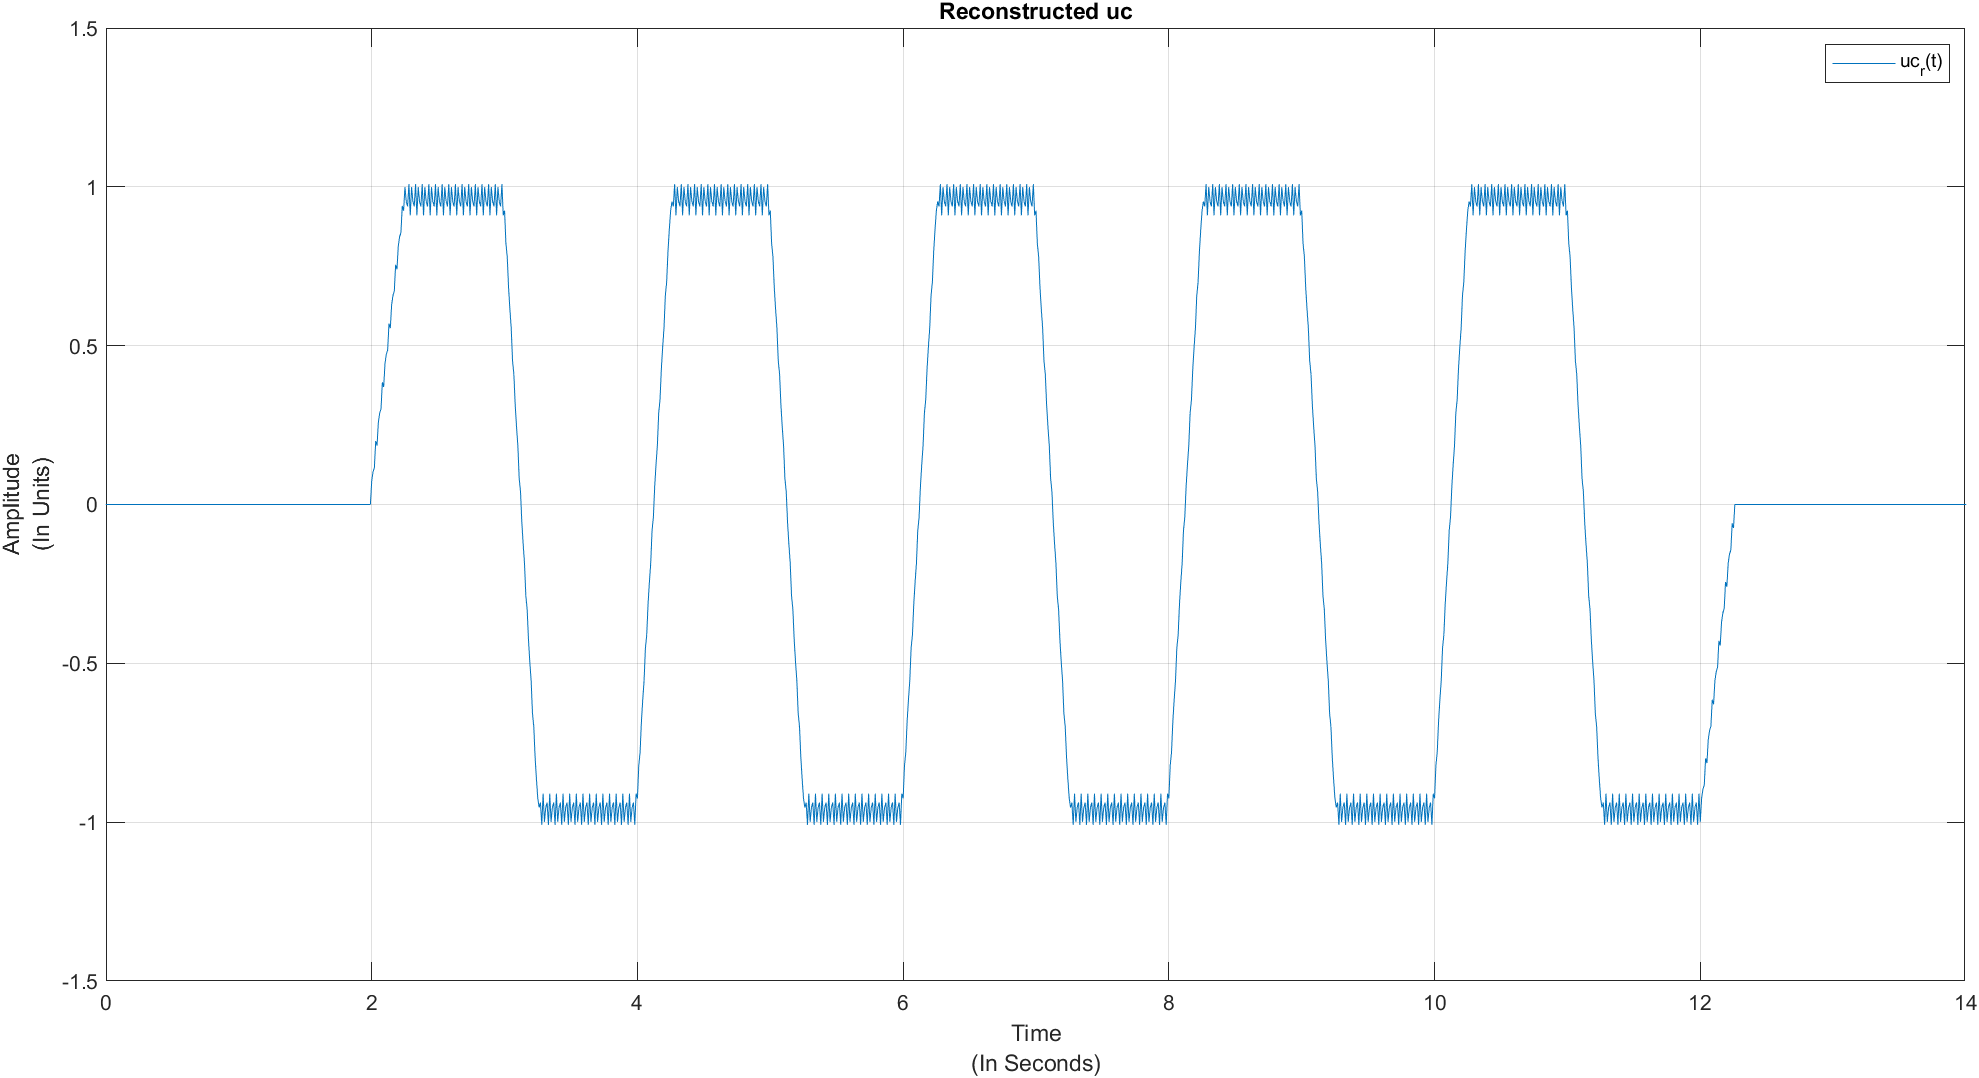 Reconstructed uc
uc_r(t)
1.5
1
0.5
0
-0.5
-1
-1.5
Amplitude
(In Units)
0 2 4 6 8 10 12 14
Time
(In Seconds)